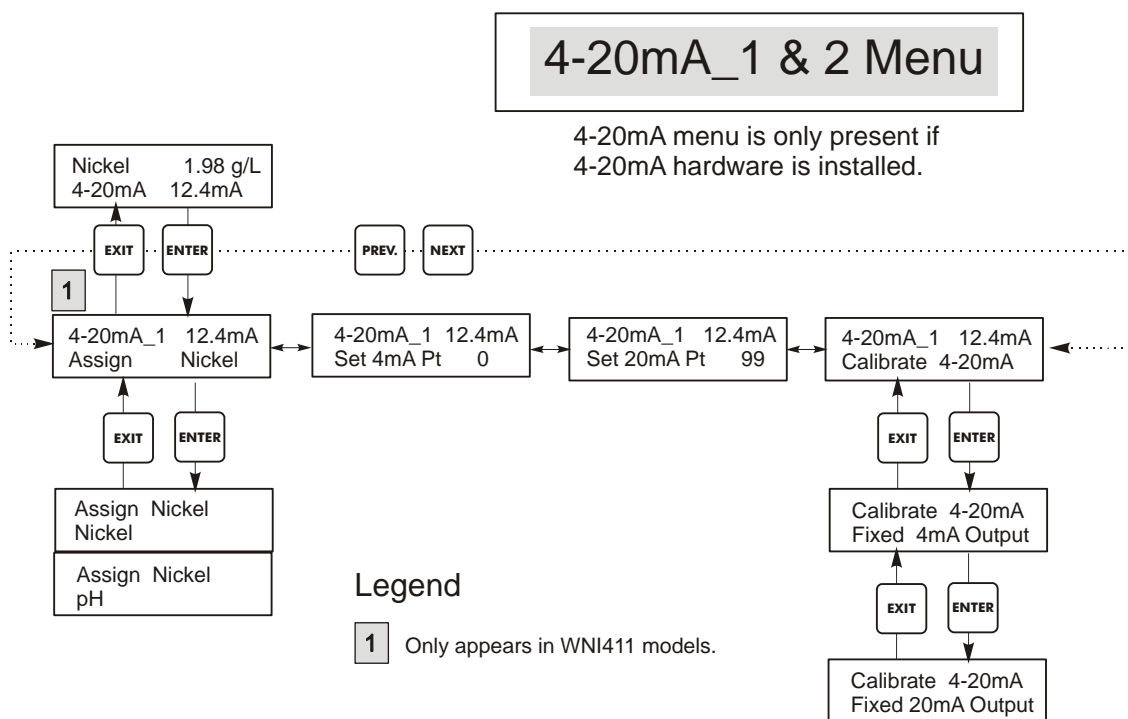 4-20mA_1 & 2 Menu
4-20mA menu is only present if
4-20mA hardware is installed.
Nickel 1.98 g/L
4-20mA 12.4mA
EXIT
ENTER
PREV.
NEXT
1
4-20mA_1 12.4mA
Assign Nickel
4-20mA_1 12.4mA
Set 4mA Pt 0
4-20mA_1 12.4mA
Set 20mA Pt 99
4-20mA_1 12.4mA
Calibrate 4-20mA
EXIT
ENTER
EXIT
ENTER
Assign Nickel
Nickel
Assign Nickel
pH
Calibrate 4-20mA
Fixed 4mA Output
Legend
1 Only appears in WNI411 models.
EXIT
ENTER
Calibrate 4-20mA
Fixed 20mA Output